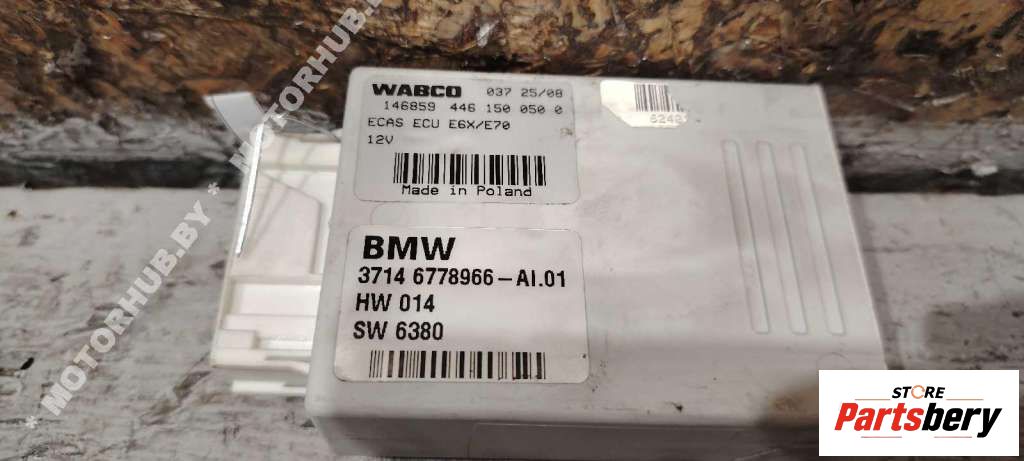 WABCO 037 25/08
146859 446 150 050 0
ECAS ECU E6X/E70
12V
Made in Poland
BMW
3714 6778966-AI.01
HW 014
SW 6380
* MOTORHUB.BY * MOTORHUB.BY
STORE
Partsbery